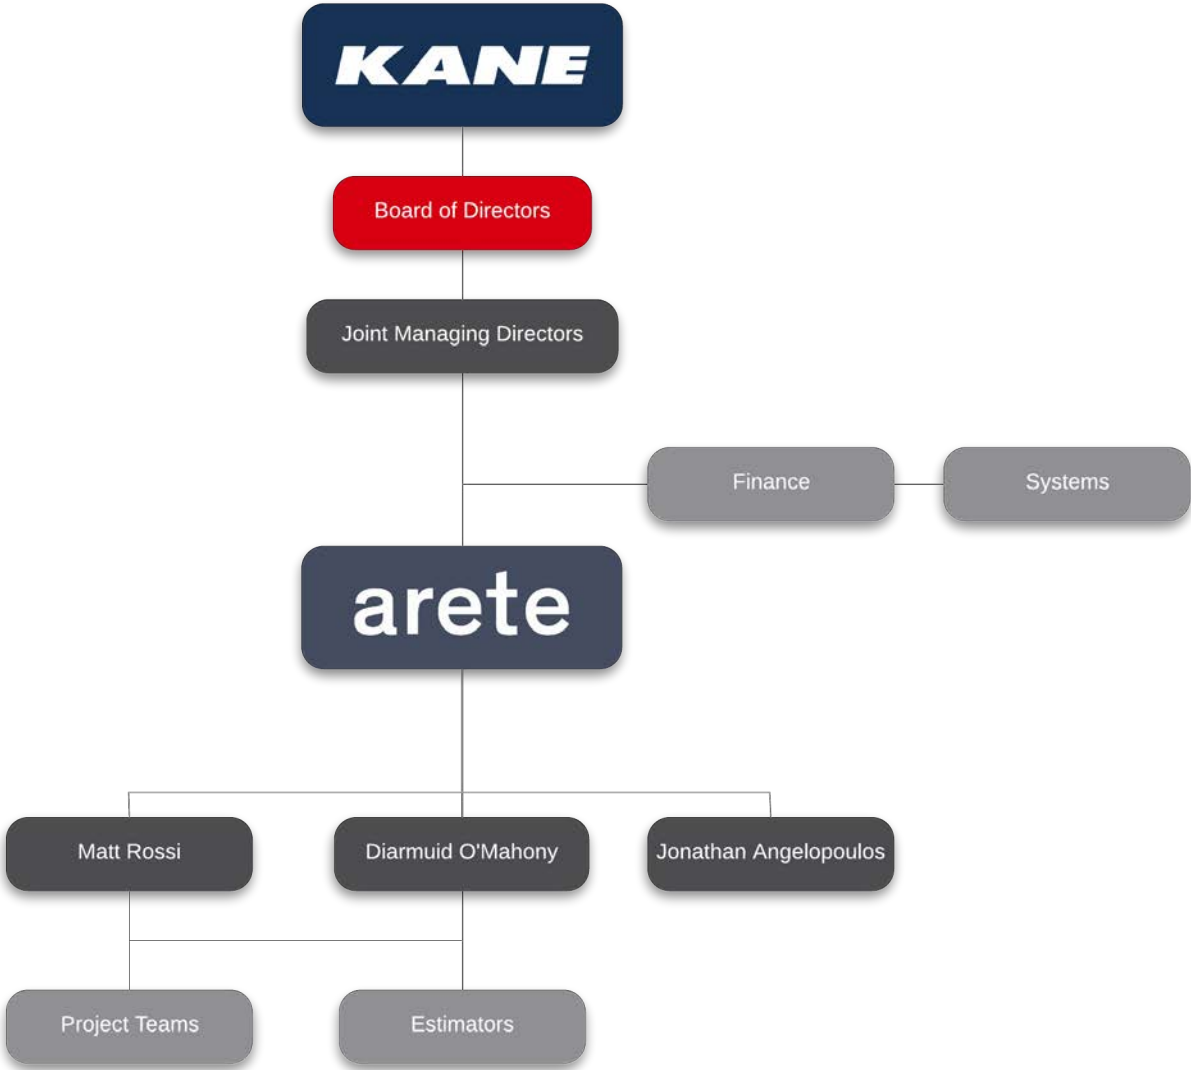 KANE
Board of Directors
Joint Managing Directors
Finance
Systems
arete
Matt Rossi
Diarmuid O'Mahony
Jonathan Angelopoulos
Project Teams
Estimators